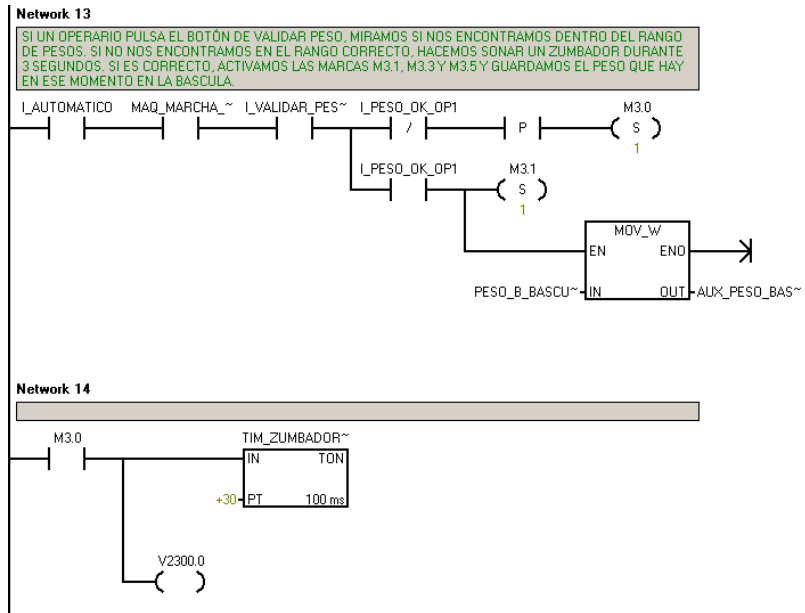 Network 13
SI UN OPERARIO PULSA EL BOTÓN DE VALIDAR PESO, MIRAMOS SI NOS ENCONTRAMOS DENTRO DEL RANGO
DE PESOS. SI NO NOS ENCONTRAMOS EN EL RANGO CORRECTO, HACEMOS SONAR UN ZUMBADOR DURANTE
3 SEGUNDOS. SI ES CORRECTO, ACTIVAMOS LAS MARCAS M3.1, M3.3 Y M3.5 Y GUARDAMOS EL PESO QUE HAY
EN ESE MOMENTO EN LA BASCULA.
I_AUTOMATICO MAQ_MARCHA_~ I_VALIDAR_PES~ I_PESO_OK_OP1 M3.0
/ P S
1
I_PESO_OK_OP1 M3.1
S
1
MOV_W
EN ENO
PESO_B_BASCU~ IN OUT AUX_PESO_BAS~
Network 14
M3.0 TIM_ZUMBADOR~
IN TON
+30 PT 100 ms
V2300.0